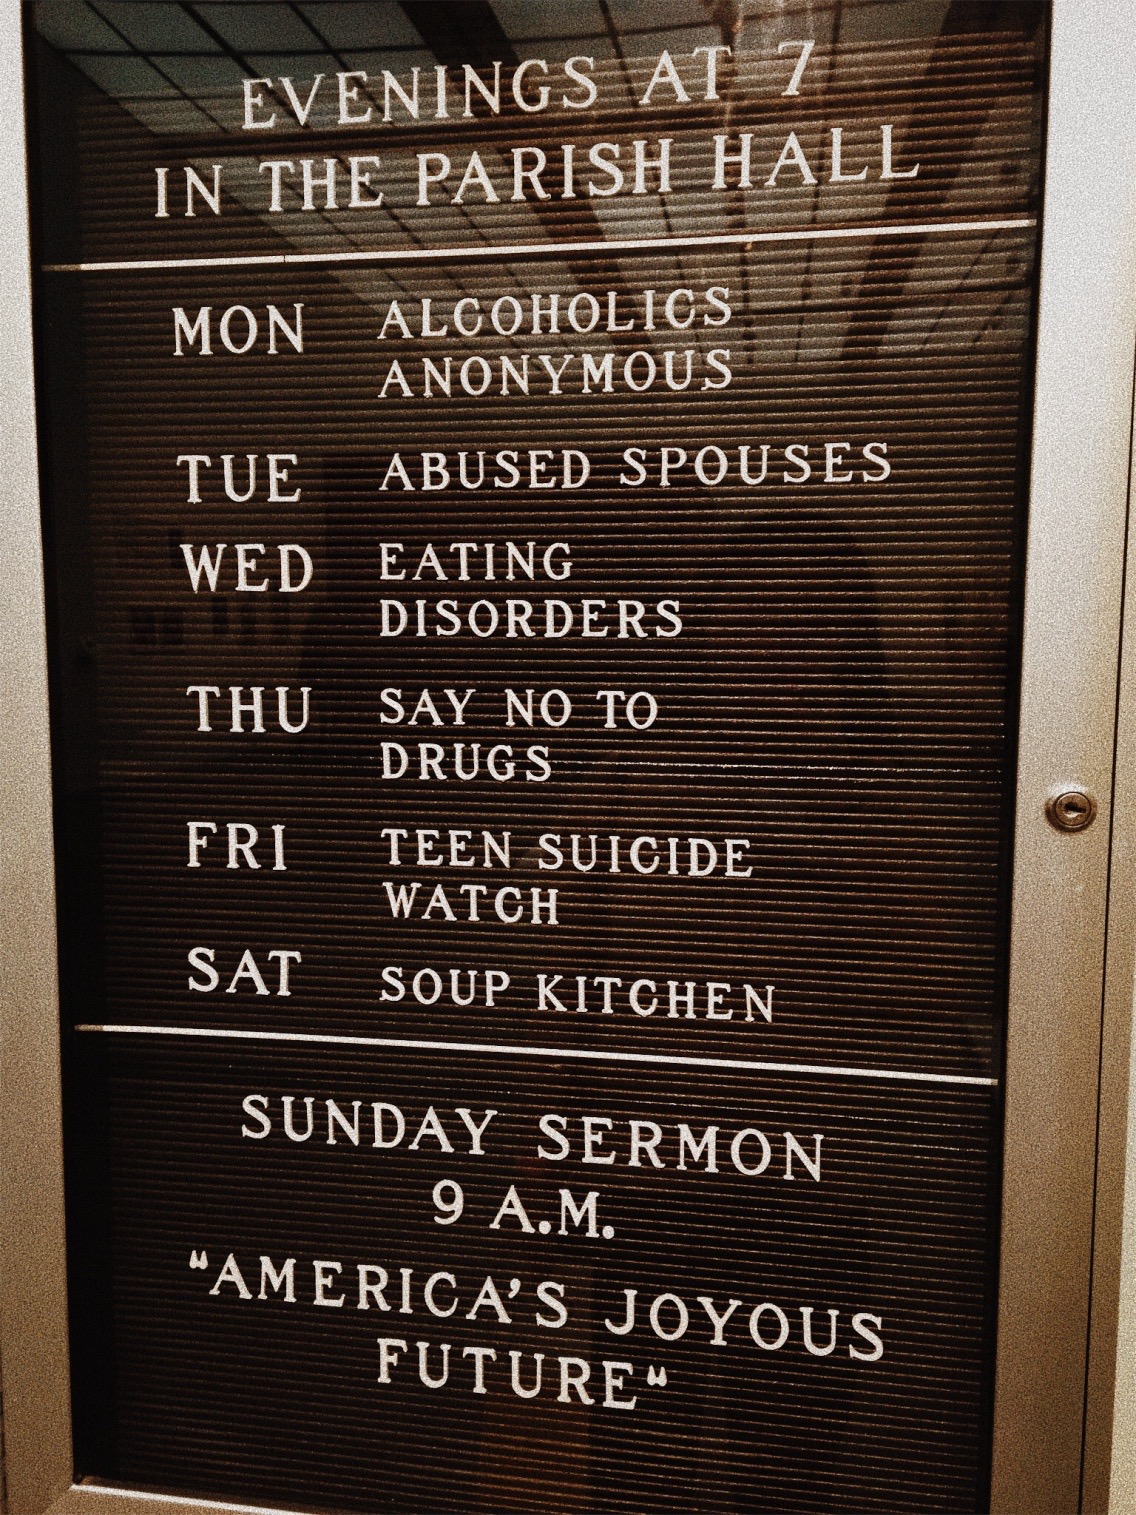 EVENINGS AT 7
IN THE PARISH HALL
MON ALCOHOLICS
ANONYMOUS
TUE ABUSED SPOUSES
WED EATING
DISORDERS
THU SAY NO TO
DRUGS
FRI TEEN SUICIDE
WATCH
SAT SOUP KITCHEN
SUNDAY SERMON
9 A.M.
"AMERICA'S JOYOUS
FUTURE"